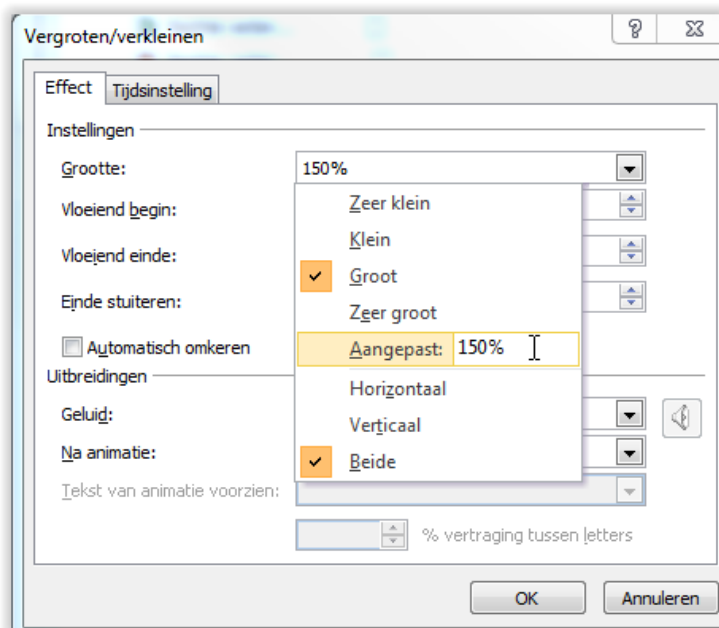 Vergroten/verkleinen
Effect Tijdsinstelling
Instellingen
Grootte: 150%
Zeer klein
Vloeiend begin:
Klein
Vloeiend einde:
Groot
Einde stuiteren:
Zeer groot
Automatisch omkeren
Aangepast: 150%
Uitbreidingen
Horizontaal
Geluid:
Verticaal
Na animatie:
Beide
Tekst van animatie voorzien:
% vertraging tussen letters
OK Annuleren